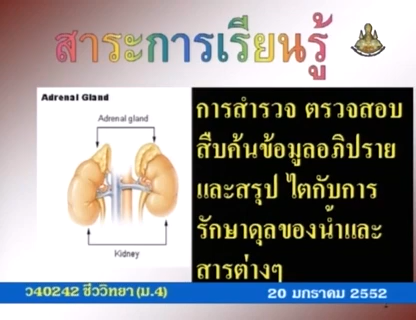 สาระการเรียนรู้
Adrenal Gland
Adrenal gland
Kidney
การสำรวจ ตรวจสอบ
สืบค้นข้อมูลอภิปราย
และสรุป ไตกับการ
รักษาดุลของน้ำและ
สารต่างๆ
ว40242 ชีววิทยา (ม.4)
20 มกราคม 2552